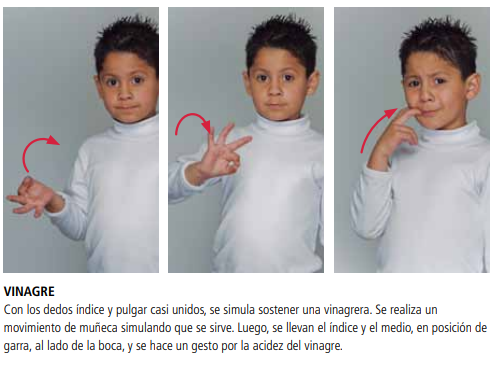 VINAGRE
Con los dedos índice y pulgar casi unidos, se simula sostener una vinagrera. Se realiza un
movimiento de muñeca simulando que se sirve. Luego, se llevan el índice y el medio, en posición de
garra, al lado de la boca, y se hace un gesto por la acidez del vinagre.